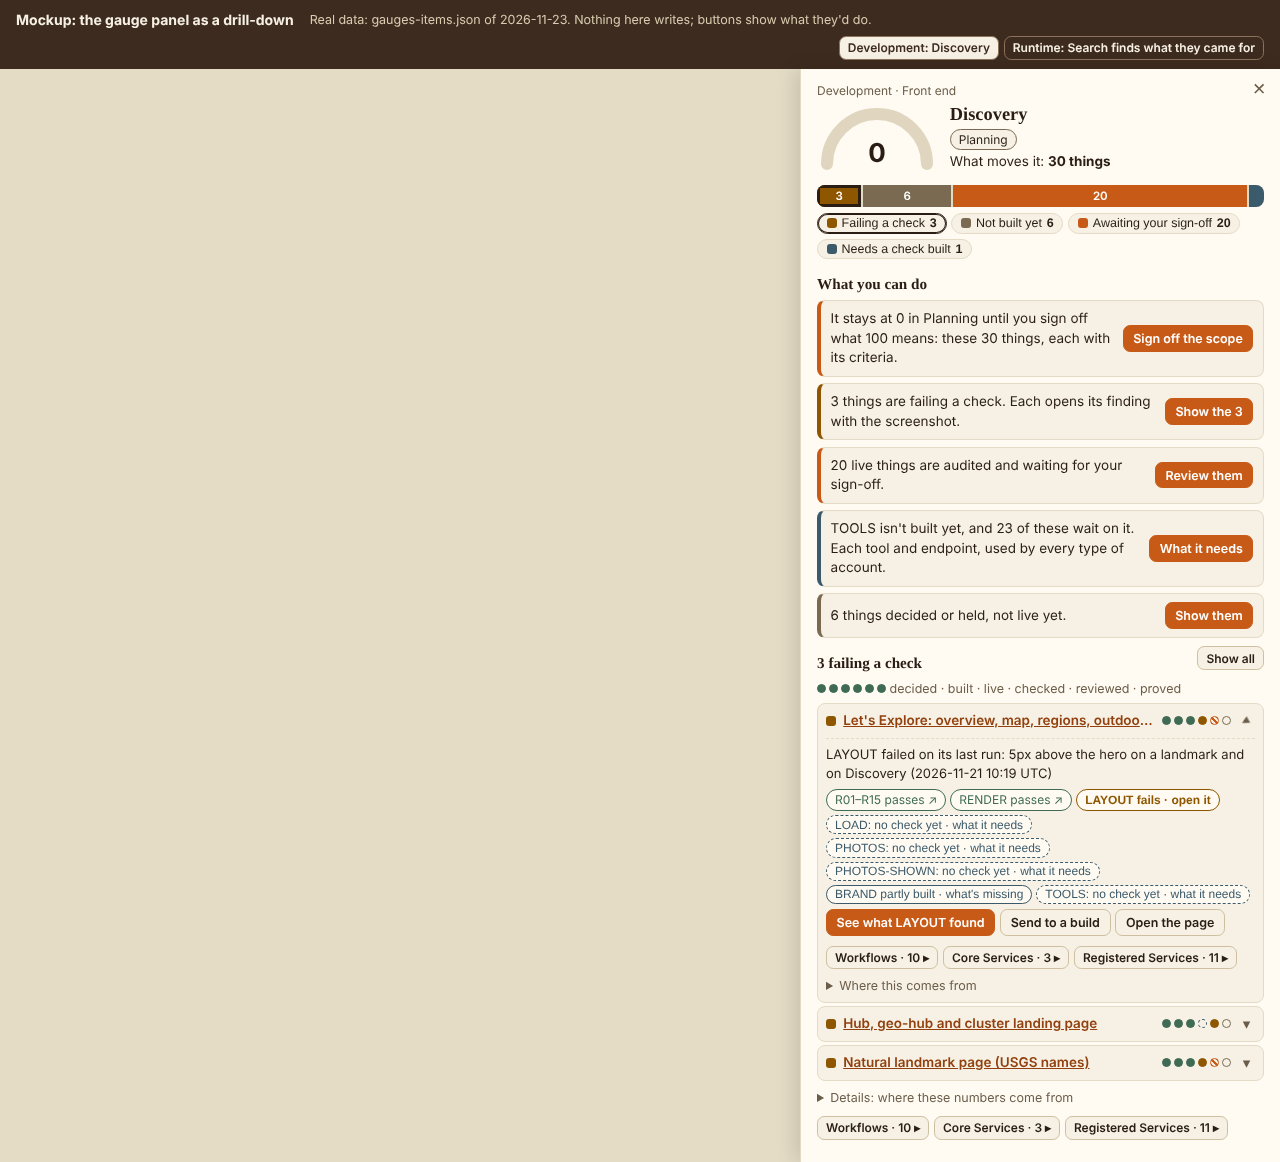 Mockup: the gauge panel as a drill-down
Real data: gauges-items.json of 2026-11-23. Nothing here writes; buttons show what they'd do.
Development: Discovery
Runtime: Search finds what they came for
Development · Front end
✕
0
Discovery
Planning
What moves it: 30 things
3
6
20
Failing a check 3
Not built yet 6
Awaiting your sign-off 20
Needs a check built 1
What you can do
It stays at 0 in Planning until you sign off
what 100 means: these 30 things, each with
its criteria.
Sign off the scope
3 things are failing a check. Each opens its finding
with the screenshot.
Show the 3
20 live things are audited and waiting for your
sign-off.
Review them
TOOLS isn't built yet, and 23 of these wait on it.
Each tool and endpoint, used by every type of
account.
What it needs
6 things decided or held, not live yet.
Show them
3 failing a check
Show all
decided · built · live · checked · reviewed · proved
Let's Explore: overview, map, regions, outdoo…
▲
LAYOUT failed on its last run: 5px above the hero on a landmark and
on Discovery (2026-11-21 10:19 UTC)
R01–R15 passes ↗
RENDER passes ↗
LAYOUT fails · open it
LOAD: no check yet · what it needs
PHOTOS: no check yet · what it needs
PHOTOS-SHOWN: no check yet · what it needs
BRAND partly built · what's missing
TOOLS: no check yet · what it needs
See what LAYOUT found
Send to a build
Open the page
Workflows · 10 ▸
Core Services · 3 ▸
Registered Services · 11 ▸
▶ Where this comes from
Hub, geo-hub and cluster landing page
▼
Natural landmark page (USGS names)
▼
▶ Details: where these numbers come from
Workflows · 10 ▸
Core Services · 3 ▸
Registered Services · 11 ▸